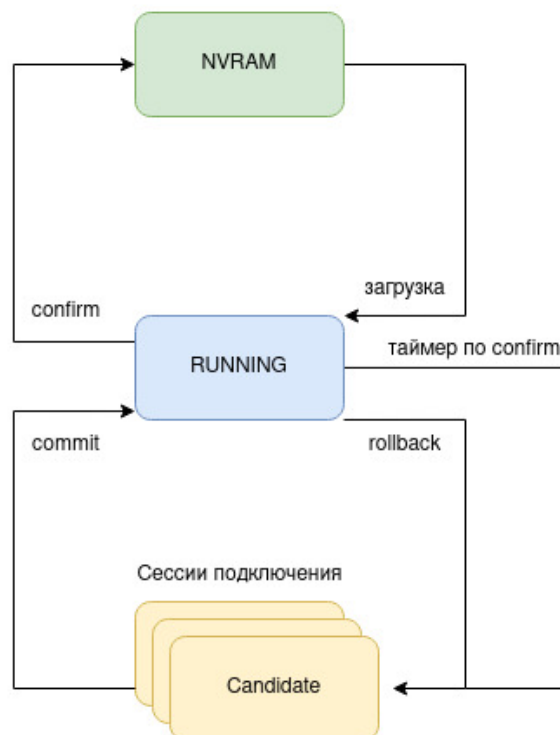 NVRAM
загрузка
confirm
таймер по confirm
RUNNING
commit
rollback
Сессии подключения
Candidate